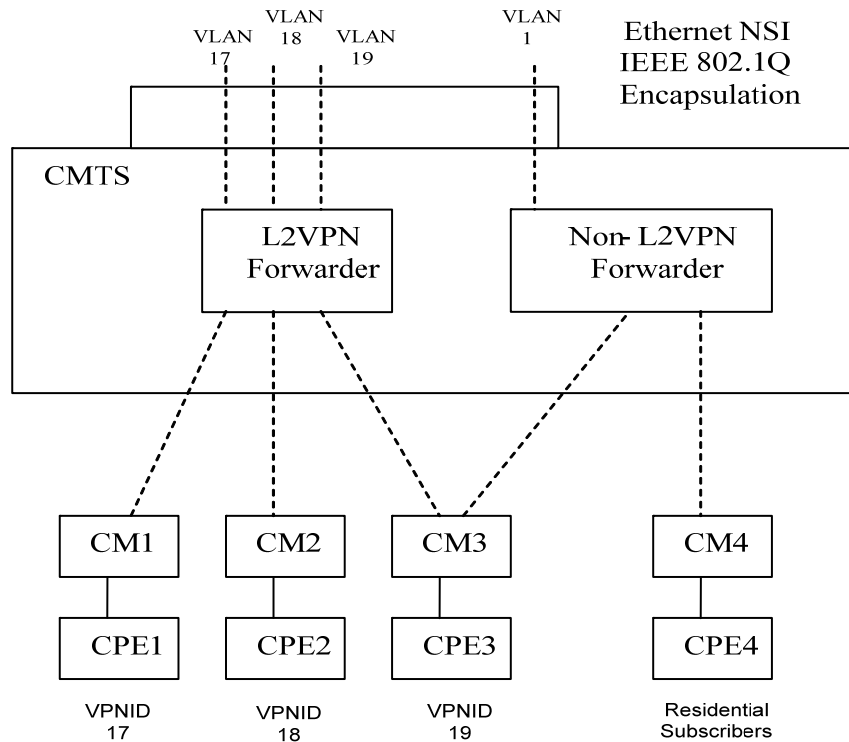 VLAN
17
VLAN
18
VLAN
19
VLAN
1
Ethernet NSI
IEEE 802.1Q
Encapsulation
CMTS
L2VPN
Forwarder
Non- L2VPN
Forwarder
CM1
CM2
CM3
CM4
CPE1
CPE2
CPE3
CPE4
VPNID
17
VPNID
18
VPNID
19
Residential
Subscribers